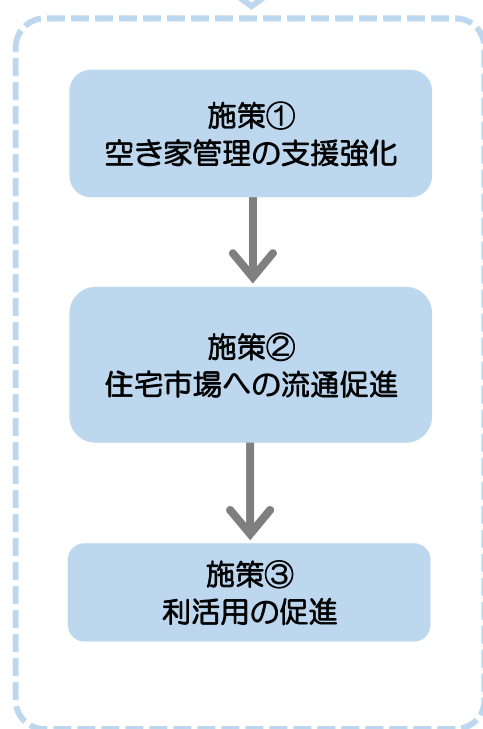 施策①
空き家管理の支援強化
施策②
住宅市場への流通促進
施策③
利活用の促進